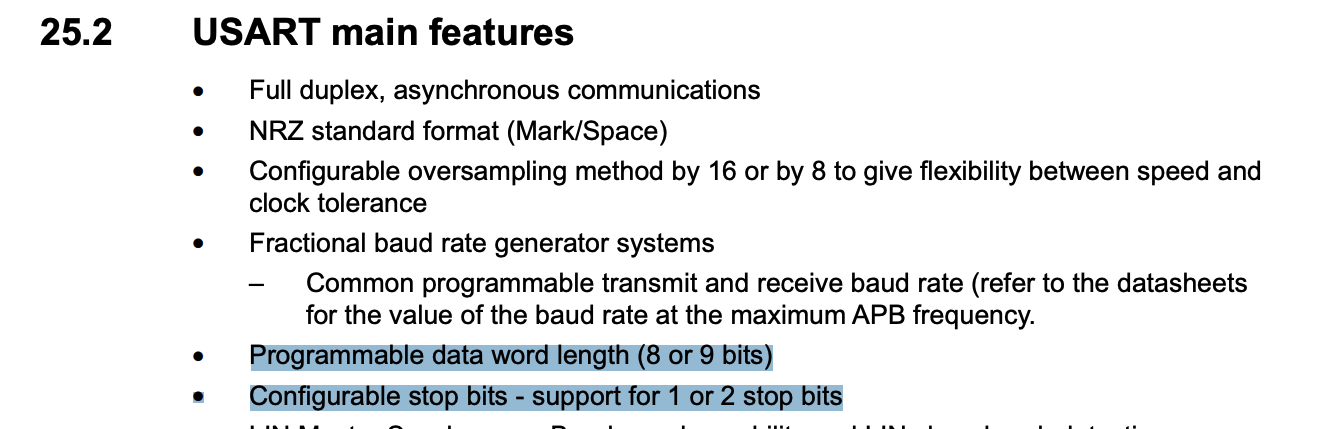 25.2 USART main features
• Full duplex, asynchronous communications
• NRZ standard format (Mark/Space)
• Configurable oversampling method by 16 or by 8 to give flexibility between speed and
clock tolerance
• Fractional baud rate generator systems
– Common programmable transmit and receive baud rate (refer to the datasheets
for the value of the baud rate at the maximum APB frequency.
• Programmable data word length (8 or 9 bits)
• Configurable stop bits - support for 1 or 2 stop bits